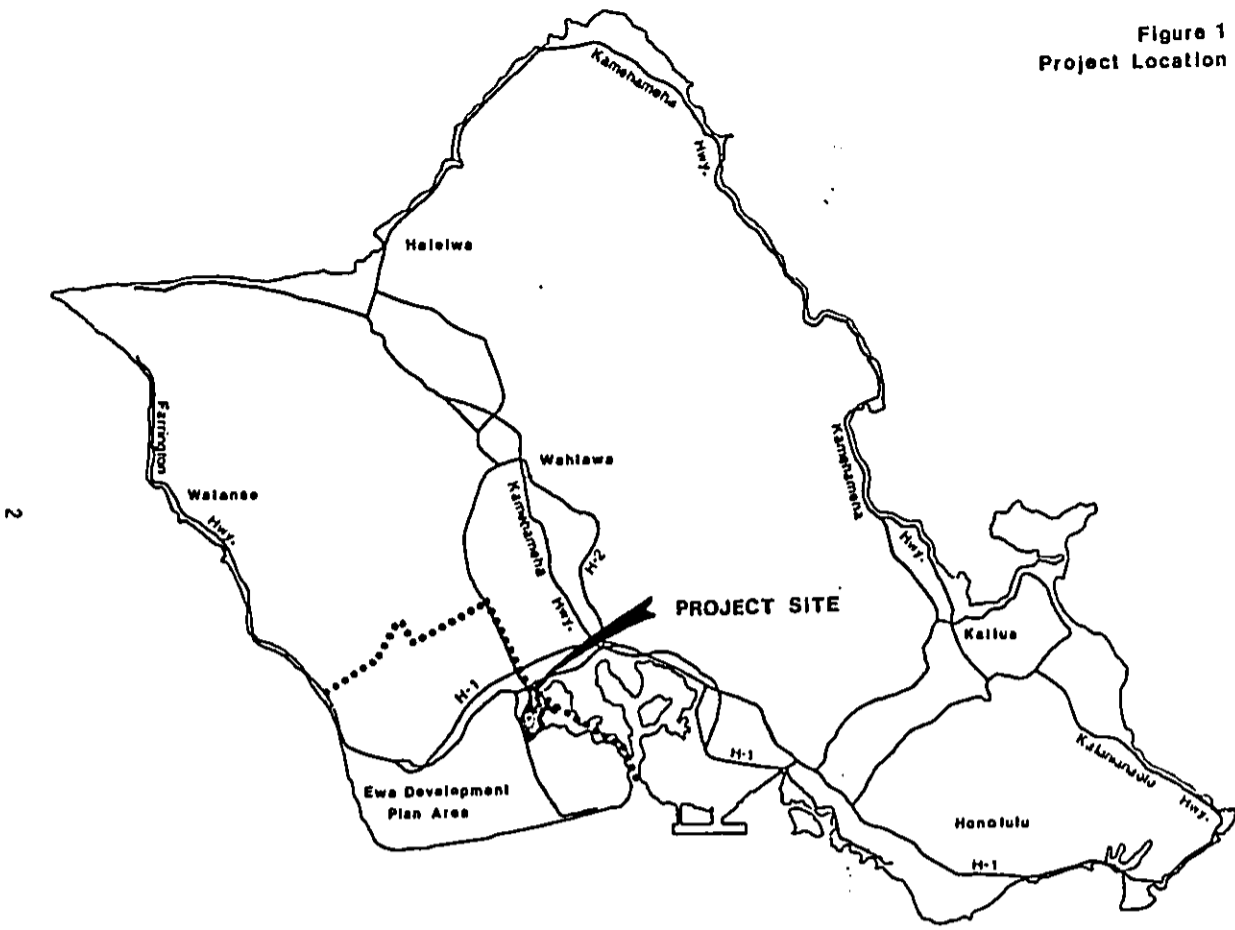 Figure 1
Project Location
Kamehameha
Hwy.
Haleiwa
Kamehameha
Hwy.
Farrington
Hwy.
Waianae
Wahiawa
Kamehameha
Hwy.
H-2
PROJECT SITE
Kailua
H-1
H-1
Kalanianaole
Hwy.
Ewa Development
Plan Area
Honolulu
H-1
2